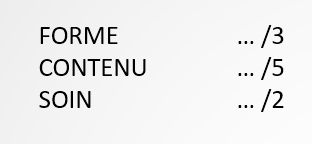 FORME ... /3
CONTENU ... /5
SOIN ... /2